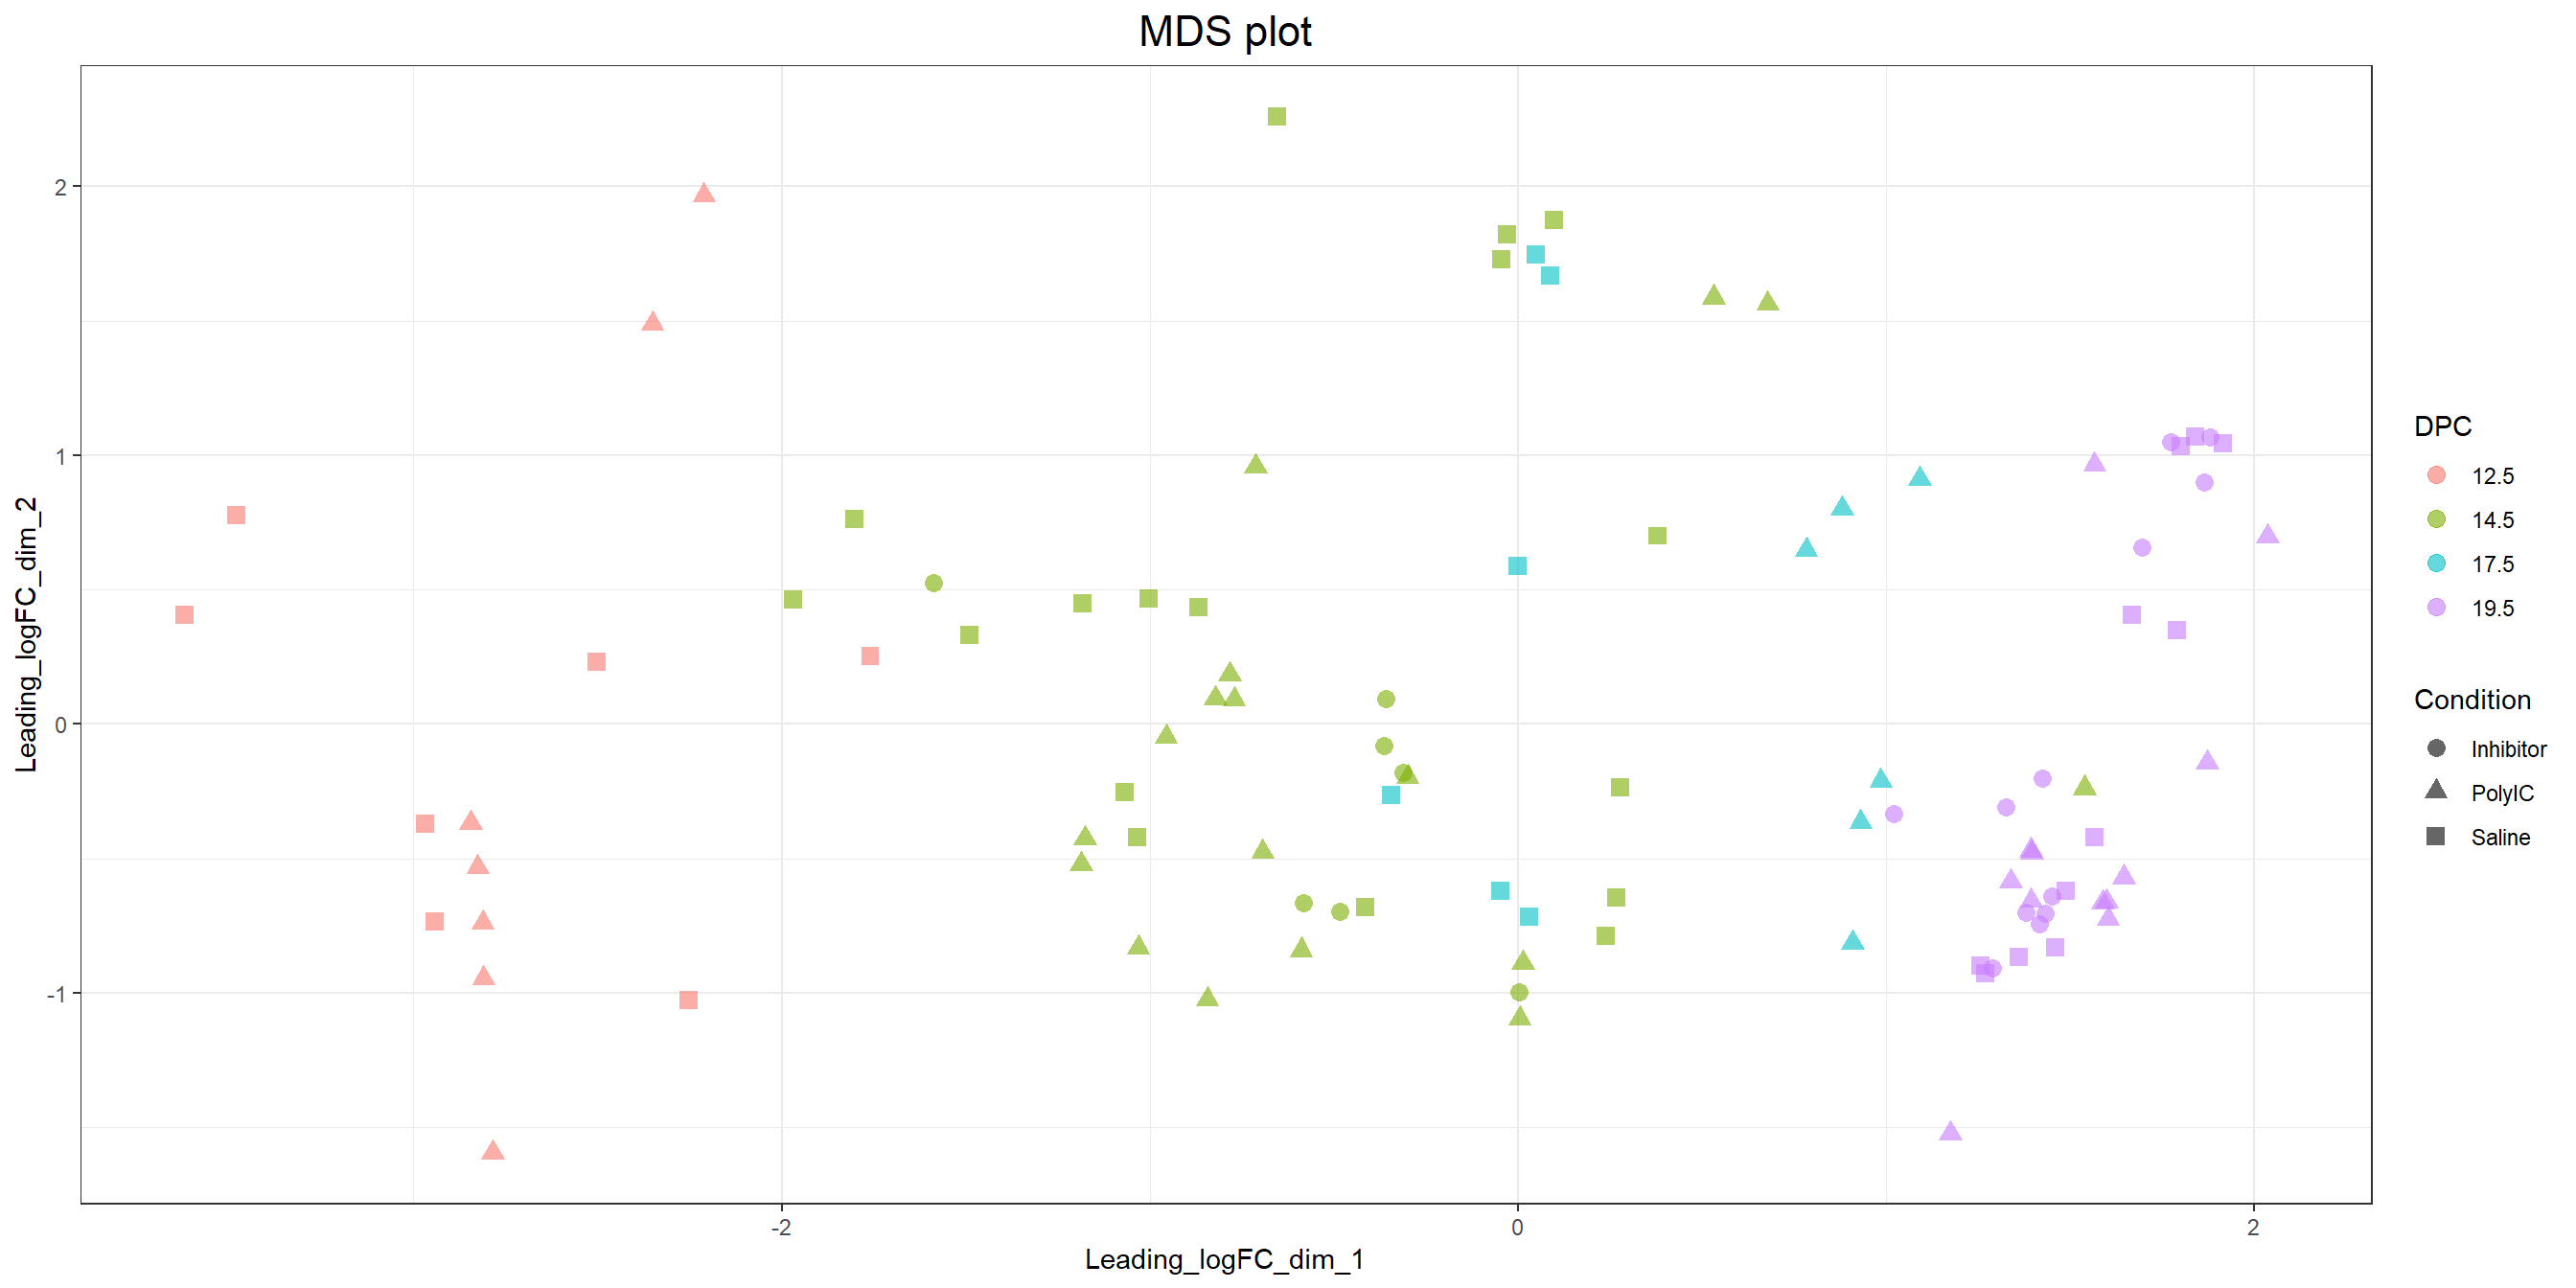 MDS plot
Leading_logFC_dim_2
2
1
0
-1
-2
0
2
Leading_logFC_dim_1
DPC
12.5
14.5
17.5
19.5
Condition
Inhibitor
PolyIC
Saline